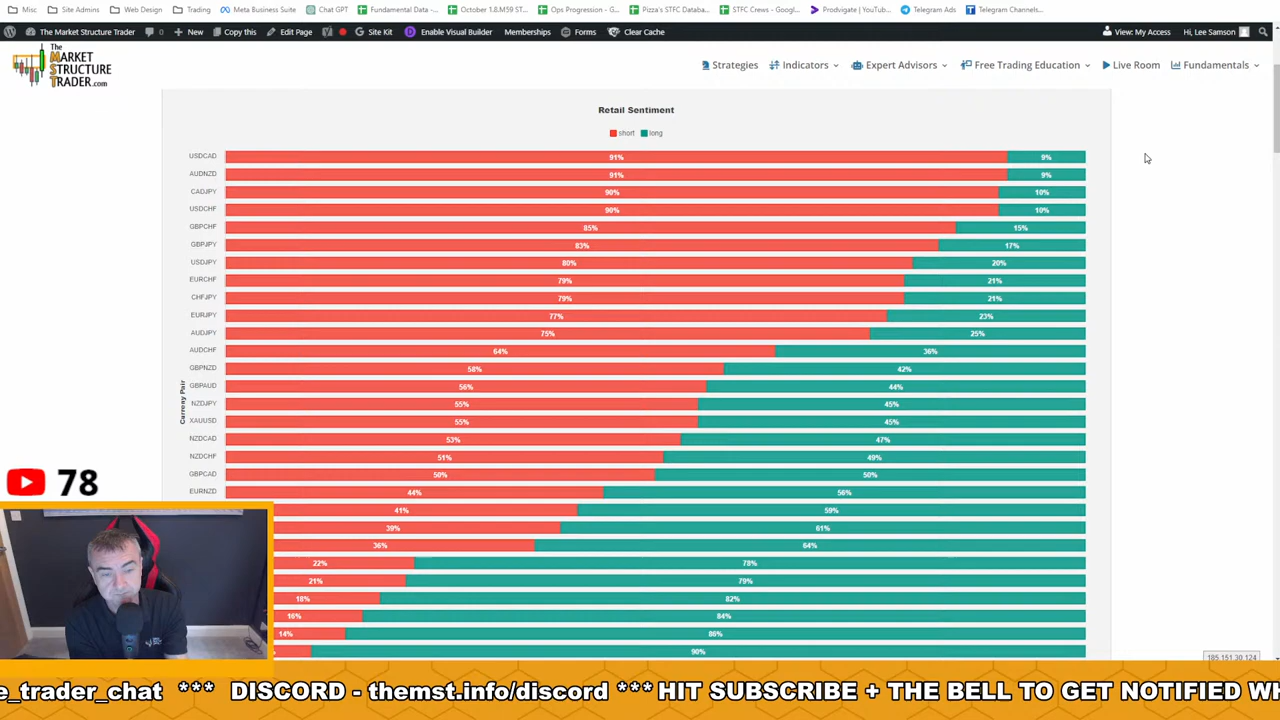 Misc Site Admins Web Design Trading Meta Business Suite Chat GPT Fundamental Data -... October 1.8.M59 ST... Ops Progression - G... Pizza's STFC Databa... STFC Crews - Googl... Prodvigate | YouTub... Telegram Ads Telegram Channels...
The Market Structure Trader 0 New Copy this Edit Page Site Kit Enable Visual Builder Memberships Forms Clear Cache View: My Access Hi, Lee Samson
The
MARKET
STRUCTURE
TRADER.com
Strategies Indicators Expert Advisors Free Trading Education Live Room Fundamentals
Retail Sentiment
short long
USDCAD 91% 9%
AUDNZD 91% 9%
CADJPY 90% 10%
USDCHF 90% 10%
GBPCHF 85% 15%
GBPJPY 83% 17%
USDJPY 80% 20%
EURCHF 79% 21%
CHFJPY 79% 21%
EURJPY 77% 23%
AUDJPY 75% 25%
AUDCHF 64% 36%
GBPNZD 58% 42%
GBPAUD 56% 44%
NZDJPY 55% 45%
XAUUSD 55% 45%
NZDCAD 53% 47%
NZDCHF 51% 49%
GBPCAD 50% 50%
EURNZD 44% 56%
41% 59%
39% 61%
36% 64%
22% 78%
21% 79%
18% 82%
16% 84%
14% 86%
90%
78
185.151.30.124
e_trader_chat *** DISCORD - themst.info/discord *** HIT SUBSCRIBE + THE BELL TO GET NOTIFIED WH